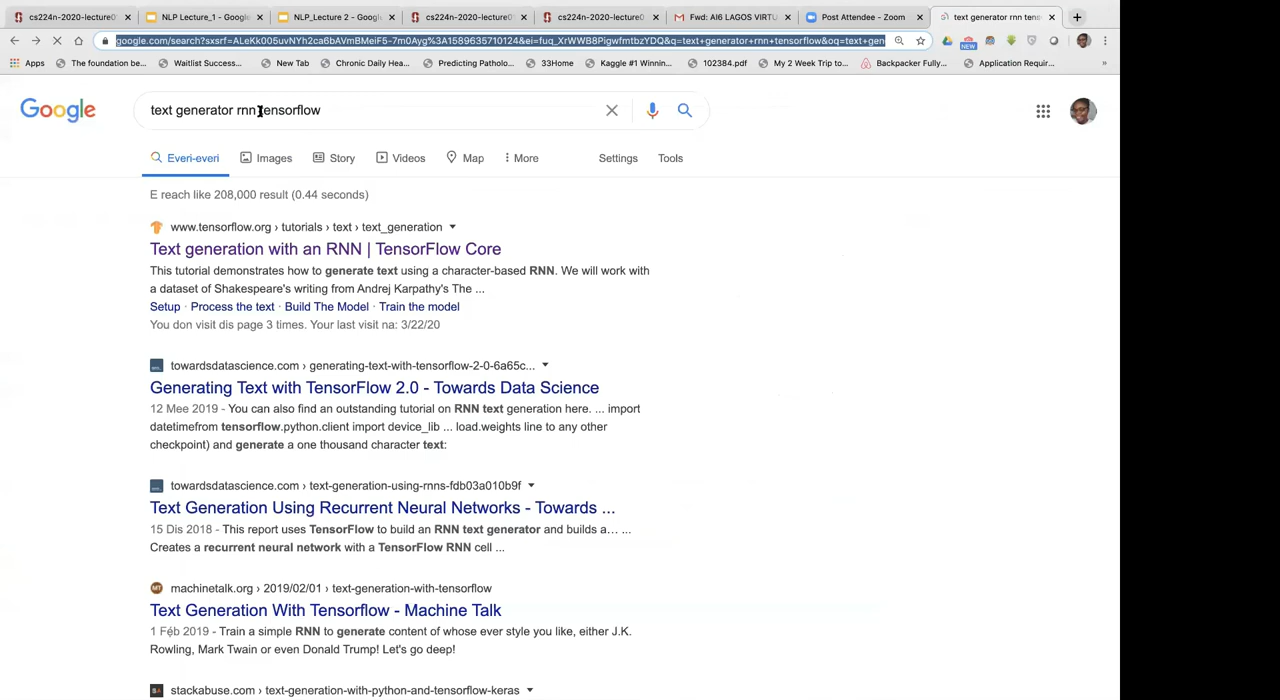 cs224n-2020-lecture0
NLP Lecture_1 - Google
NLP_Lecture 2 - Google
cs224n-2020-lecture0
cs224n-2020-lecture0
Fwd: AI6 LAGOS VIRTU
Post Attendee - Zoom
text generator rnn tens
google.com/search?sxsrf=ALeKk005uvNYh2ca6bAVmBMeiF5-7m0Ayg%3A1589635710124&ei=fuq_XrWWB8PigwfmtbzYDQ&q=text+generator+rnn+tensorflow&oq=text+gen
NEW
Apps
The foundation be...
Waitlist Success...
New Tab
Chronic Daily Hea...
Predicting Patholo...
33Home
Kaggle #1 Winnin...
102384.pdf
My 2 Week Trip to...
Backpacker Fully...
Application Requir...
»
Google
text generator rnn tensorflow
Everi-everi
Images
Story
Videos
Map
More
Settings
Tools
E reach like 208,000 result (0.44 seconds)
www.tensorflow.org › tutorials › text › text_generation
Text generation with an RNN | TensorFlow Core
This tutorial demonstrates how to generate text using a character-based RNN. We will work with
a dataset of Shakespeare's writing from Andrej Karpathy's The ...
Setup · Process the text · Build The Model · Train the model
You don visit dis page 3 times. Your last visit na: 3/22/20
towardsdatascience.com › generating-text-with-tensorflow-2-0-6a65c...
Generating Text with TensorFlow 2.0 - Towards Data Science
12 Mee 2019 - You can also find an outstanding tutorial on RNN text generation here. ... import
datetimefrom tensorflow.python.client import device_lib ... load.weights line to any other
checkpoint) and generate a one thousand character text:
towardsdatascience.com › text-generation-using-rnns-fdb03a010b9f
Text Generation Using Recurrent Neural Networks - Towards ...
15 Dis 2018 - This report uses TensorFlow to build an RNN text generator and builds a… ...
Creates a recurrent neural network with a TensorFlow RNN cell ...
MT
machinetalk.org › 2019/02/01 › text-generation-with-tensorflow
Text Generation With Tensorflow - Machine Talk
1 Fẹ́b 2019 - Train a simple RNN to generate content of whose ever style you like, either J.K.
Rowling, Mark Twain or even Donald Trump! Let's go deep!
stackabuse.com › text-generation-with-python-and-tensorflow-keras